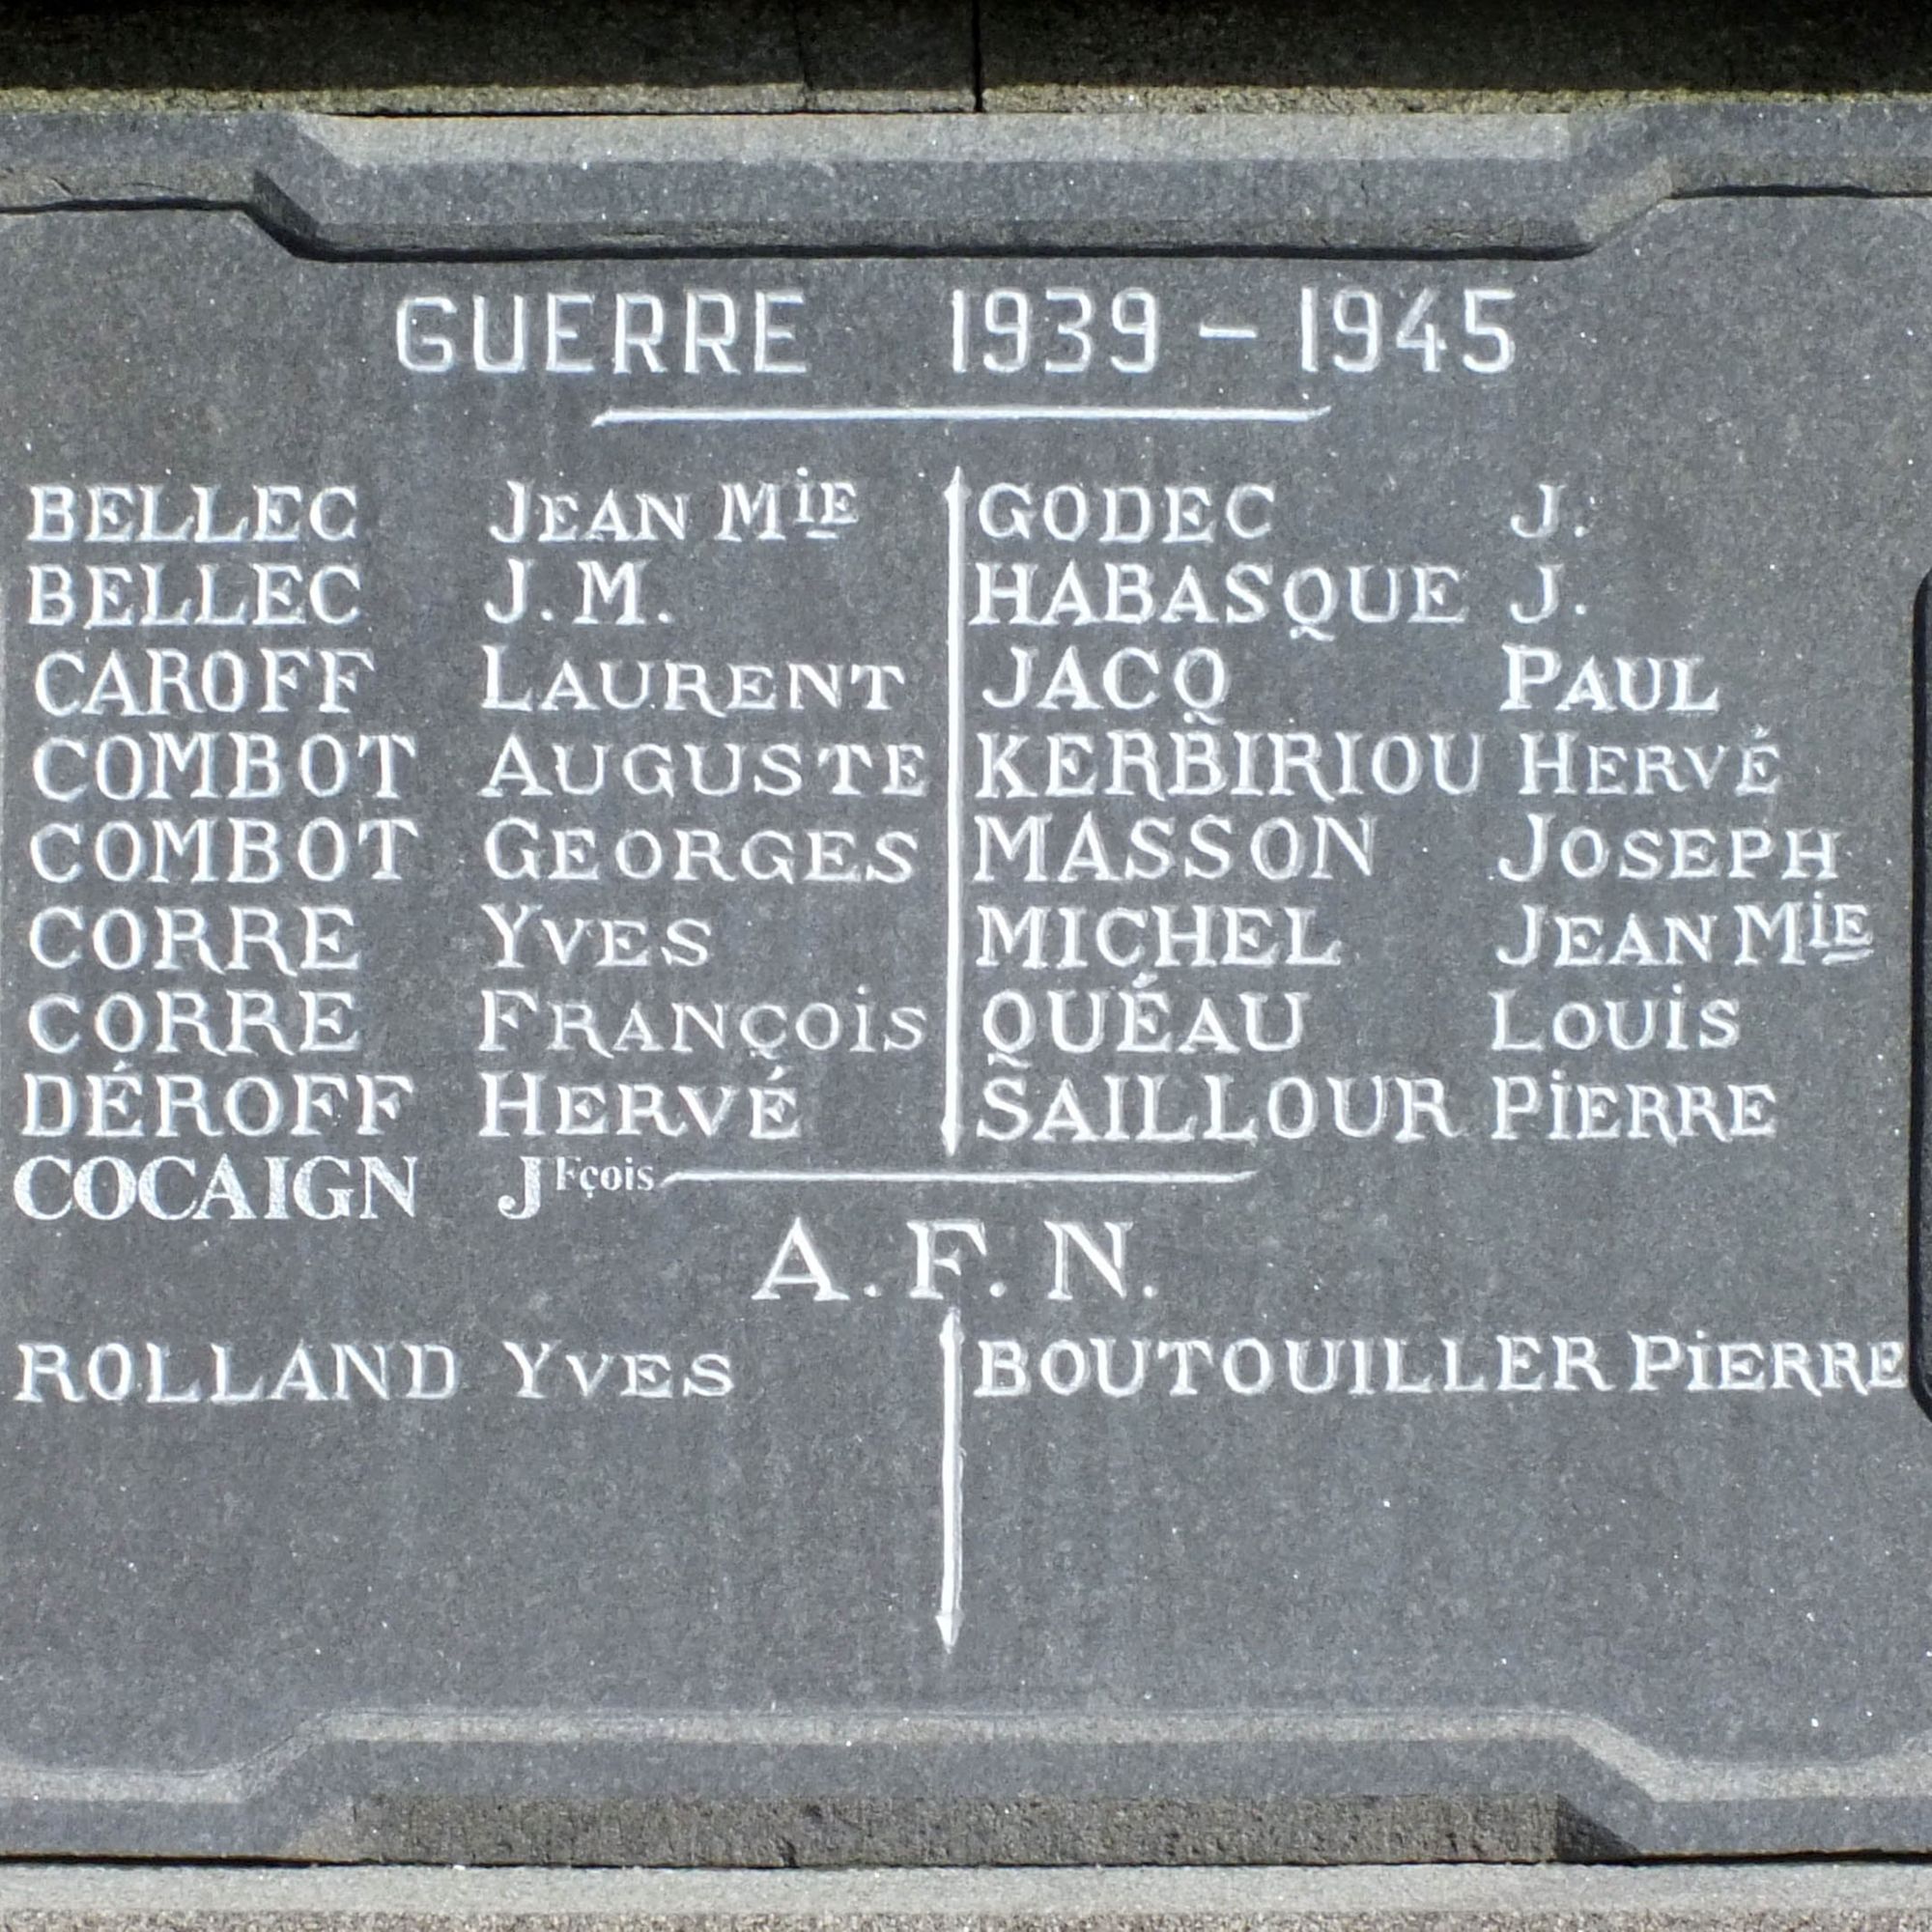 GUERRE 1939 - 1945
BELLEC JEAN MiE
BELLEC J.M.
CAROFF LAURENT
COMBOT AUGUSTE
COMBOT GEORGES
CORRE YVES
CORRE FRANÇOiS
DÉROFF HERVÉ
COCAIGN J Fçois
GODEC J.
HABASQUE J.
JACQ PAUL
KERBIRIOU HERVÉ
MASSON JOSEPH
MICHEL JEAN MiE
QUÉAU LOUiS
SAILLOUR PiERRE
A.F.N.
ROLLAND YVES
BOUTOUILLER PiERRE